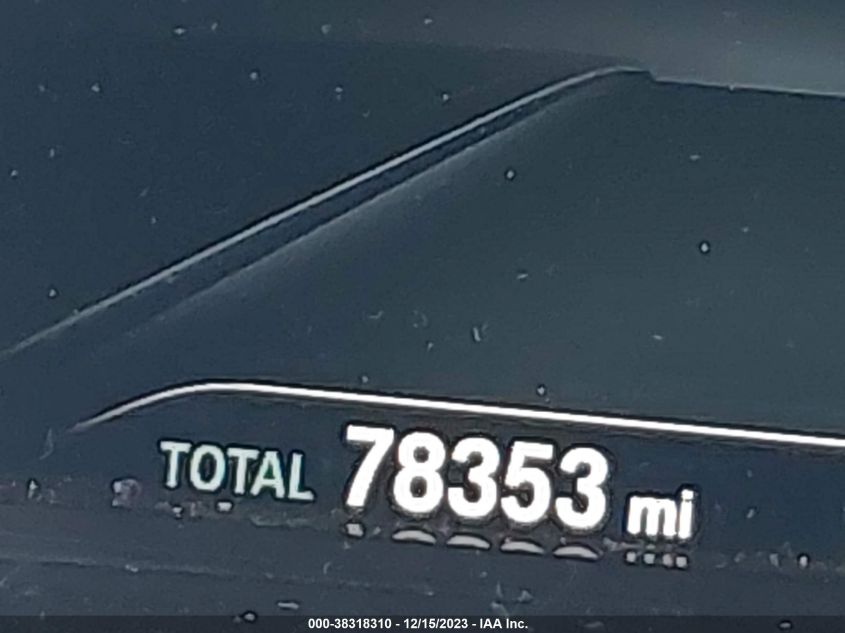 TOTAL 78353 mi
000-38318310 - 12/15/2023 - IAA Inc.